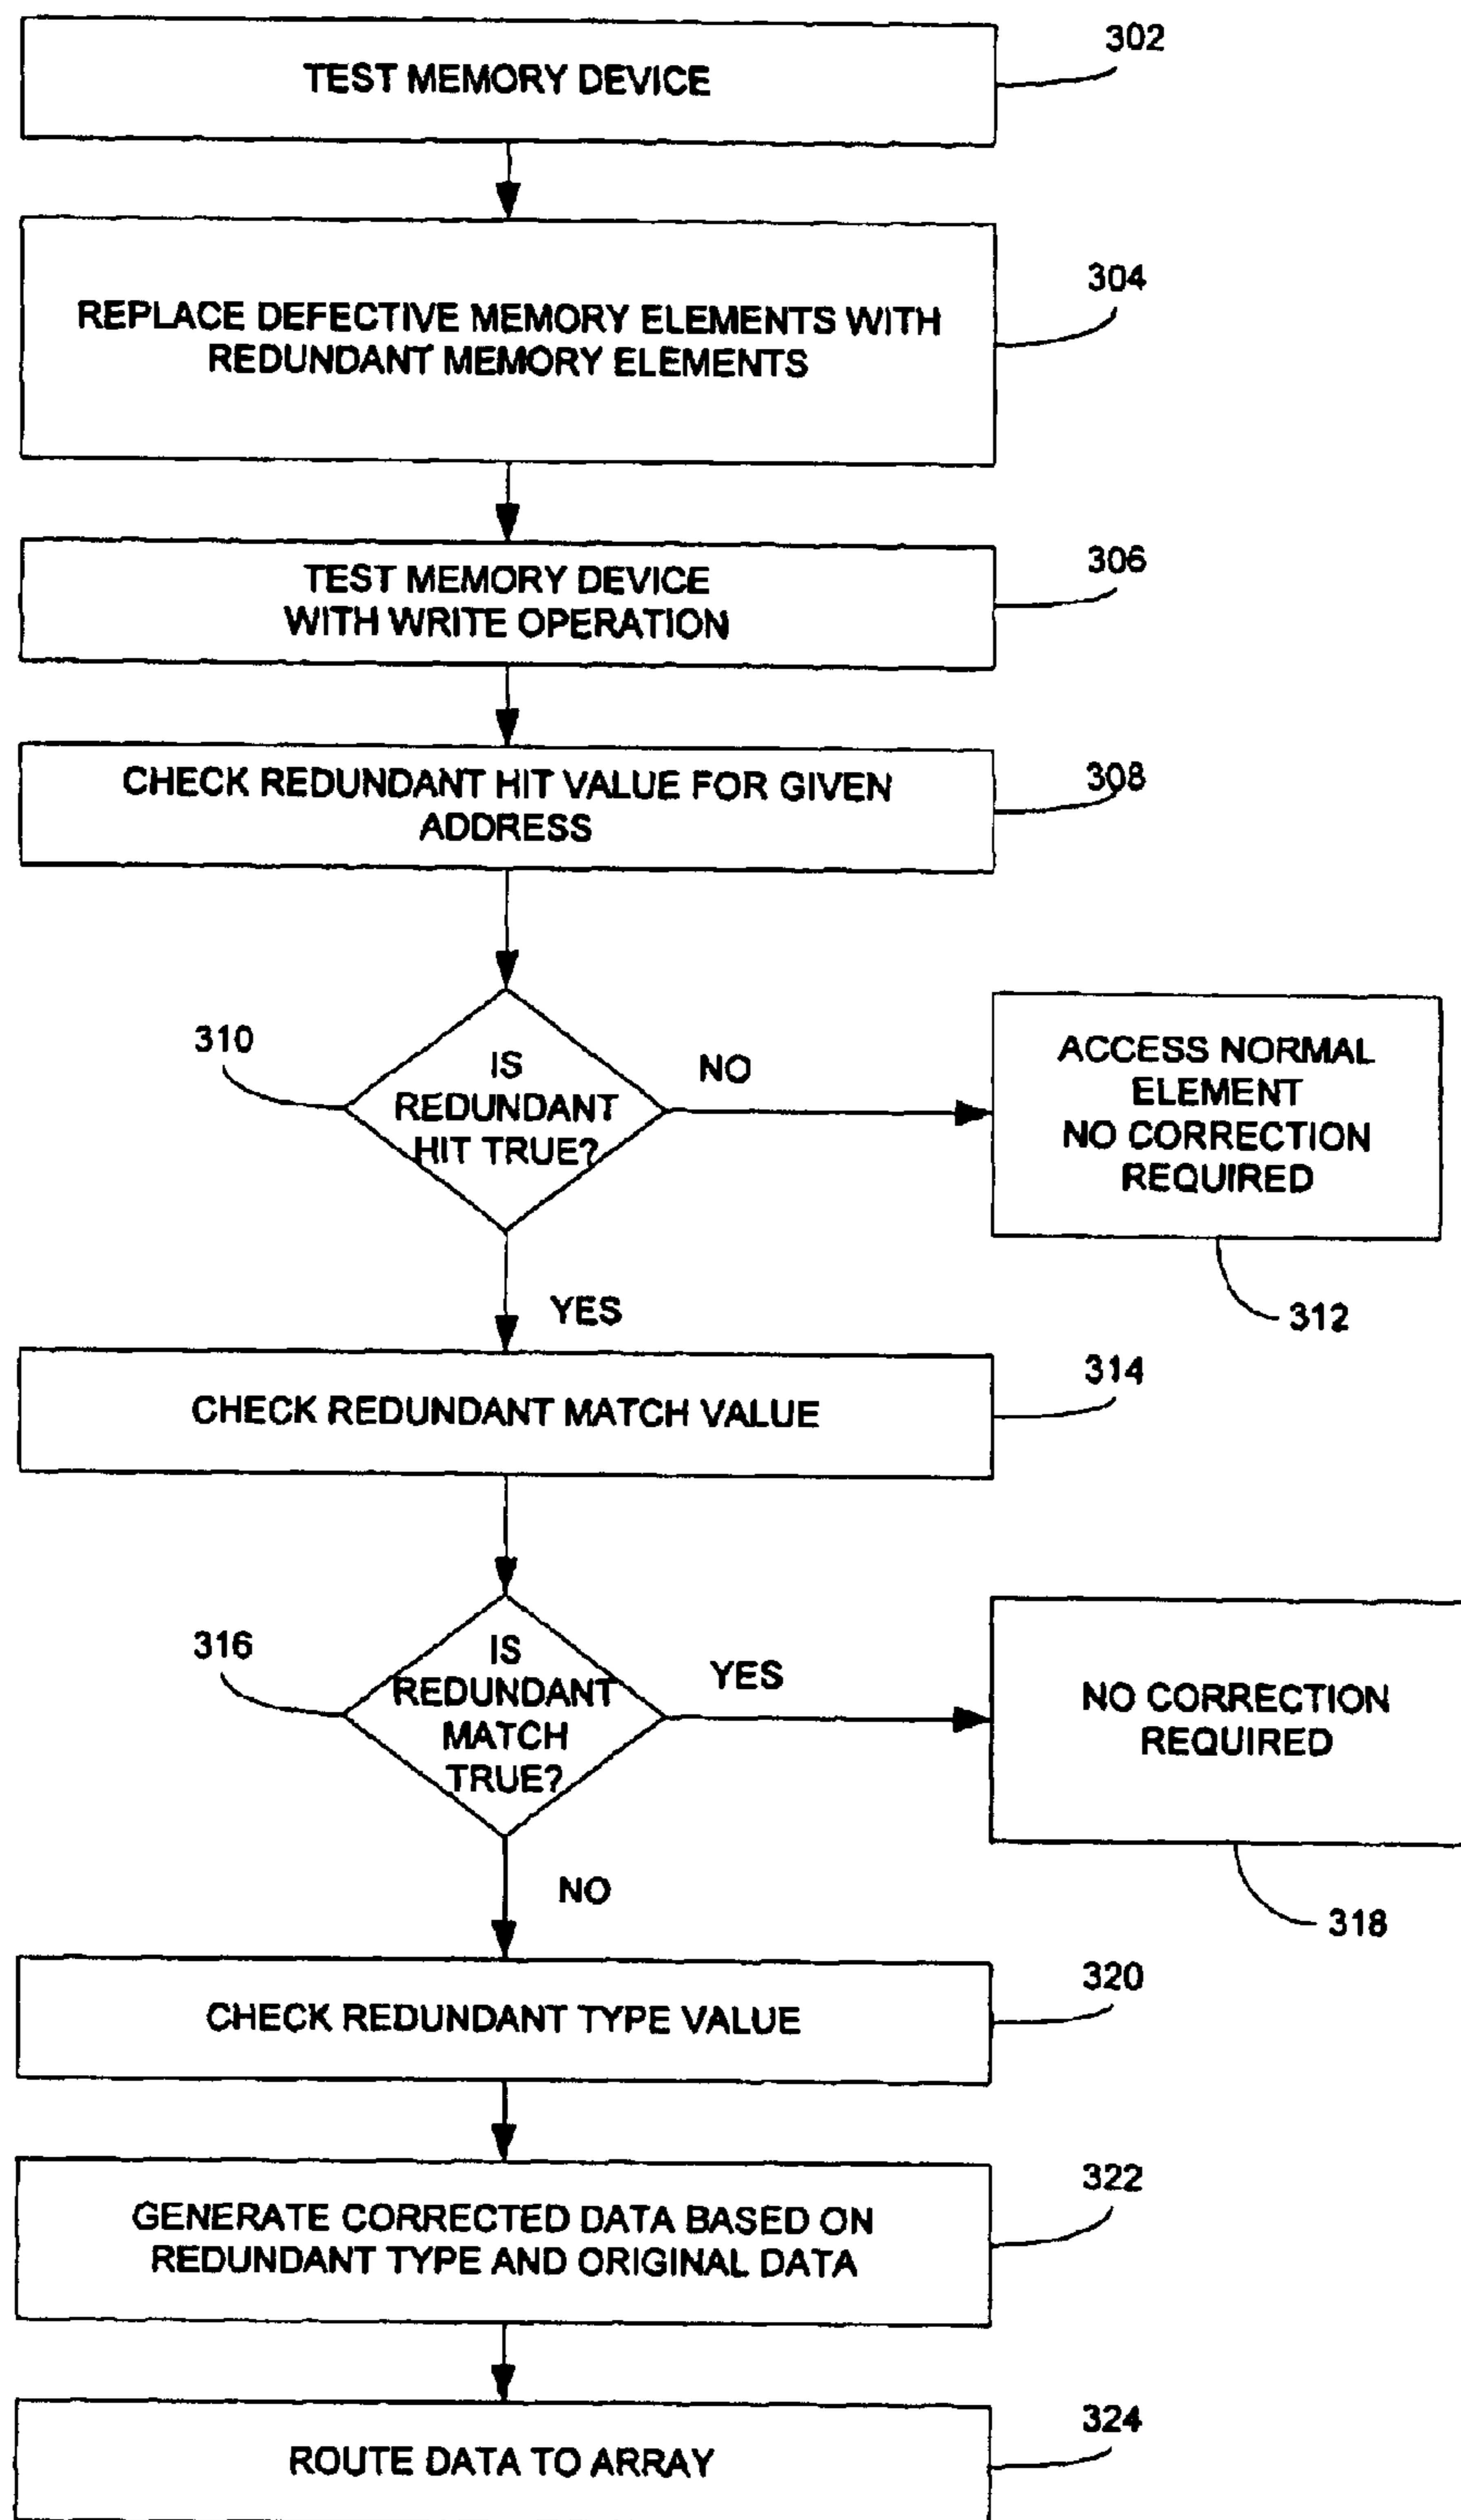 TEST MEMORY DEVICE
302
REPLACE DEFECTIVE MEMORY ELEMENTS WITH
REDUNDANT MEMORY ELEMENTS
304
TEST MEMORY DEVICE
WITH WRITE OPERATION
306
CHECK REDUNDANT HIT VALUE FOR GIVEN
ADDRESS
308
310
IS
REDUNDANT
HIT TRUE?
NO
ACCESS NORMAL
ELEMENT
NO CORRECTION
REQUIRED
312
YES
CHECK REDUNDANT MATCH VALUE
314
316
IS
REDUNDANT
MATCH
TRUE?
YES
NO CORRECTION
REQUIRED
318
NO
CHECK REDUNDANT TYPE VALUE
320
GENERATE CORRECTED DATA BASED ON
REDUNDANT TYPE AND ORIGINAL DATA
322
ROUTE DATA TO ARRAY
324